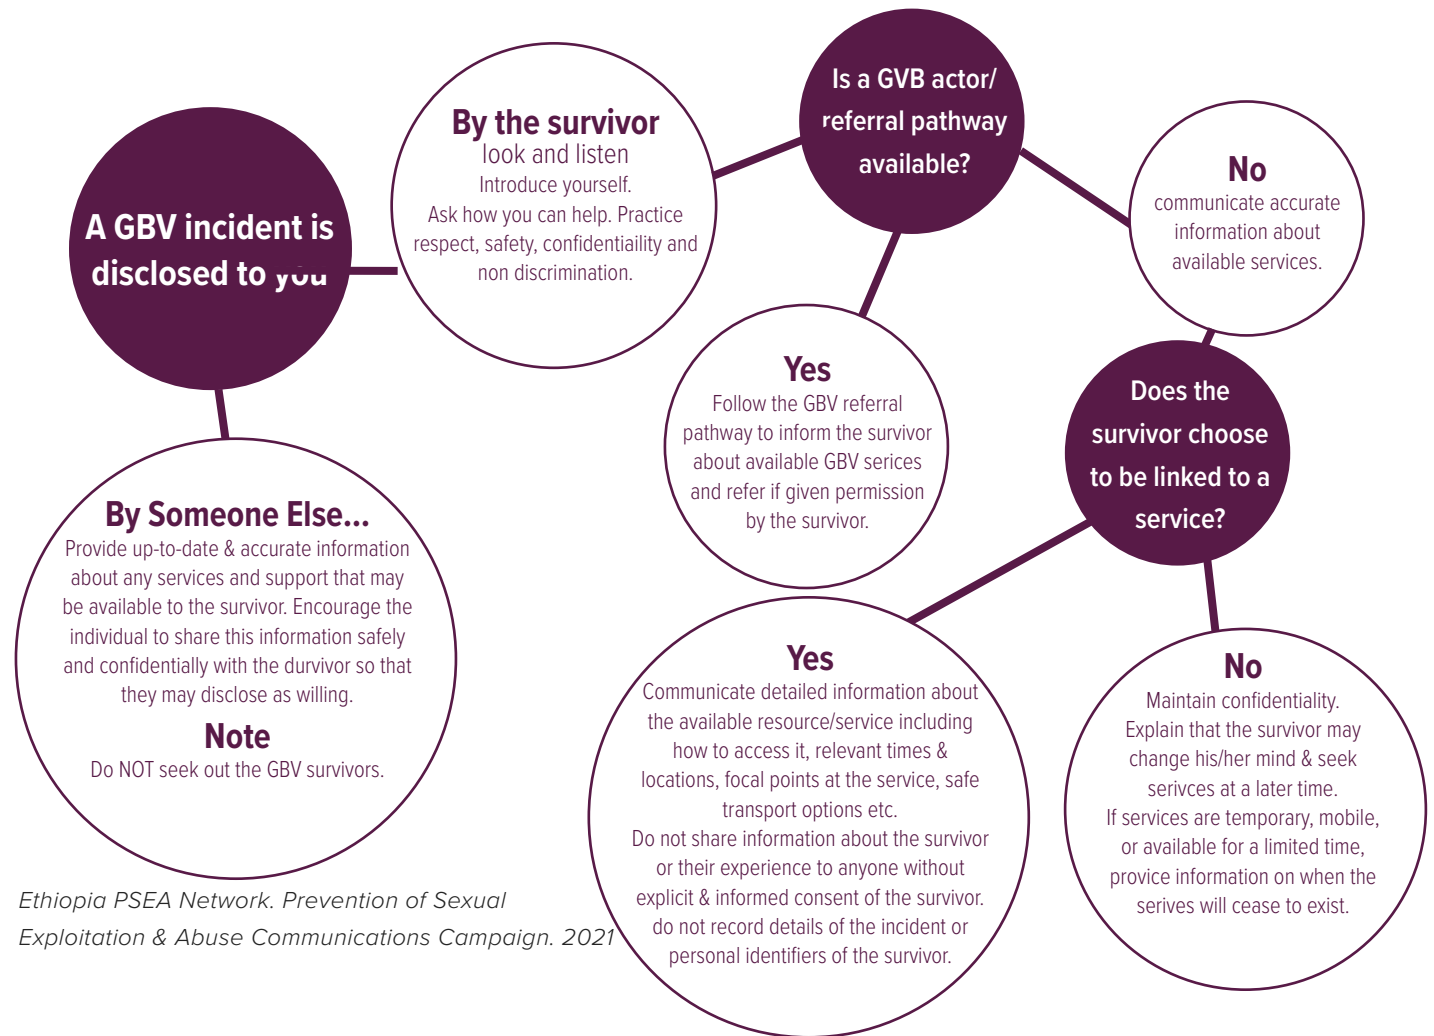 A GBV incident is
disclosed to you
By the survivor
look and listen
Introduce yourself.
Ask how you can help. Practice
respect, safety, confidentiaility and
non discrimination.
Is a GVB actor/
referral pathway
available?
No
communicate accurate
information about
available services.
Yes
Follow the GBV referral
pathway to inform the survivor
about available GBV serices
and refer if given permission
by the survivor.
Does the
survivor choose
to be linked to a
service?
By Someone Else...
Provide up-to-date & accurate information
about any services and support that may
be available to the survivor. Encourage the
individual to share this information safely
and confidentially with the durvivor so that
they may disclose as willing.
Note
Do NOT seek out the GBV survivors.
Yes
Communicate detailed information about
the available resource/service including
how to access it, relevant times &
locations, focal points at the service, safe
transport options etc.
Do not share information about the survivor
or their experience to anyone without
explicit & informed consent of the survivor.
do not record details of the incident or
personal identifiers of the survivor.
No
Maintain confidentiality.
Explain that the survivor may
change his/her mind & seek
serivces at a later time.
If services are temporary, mobile,
or available for a limited time,
provice information on when the
serives will cease to exist.
Ethiopia PSEA Network. Prevention of Sexual
Exploitation & Abuse Communications Campaign. 2021